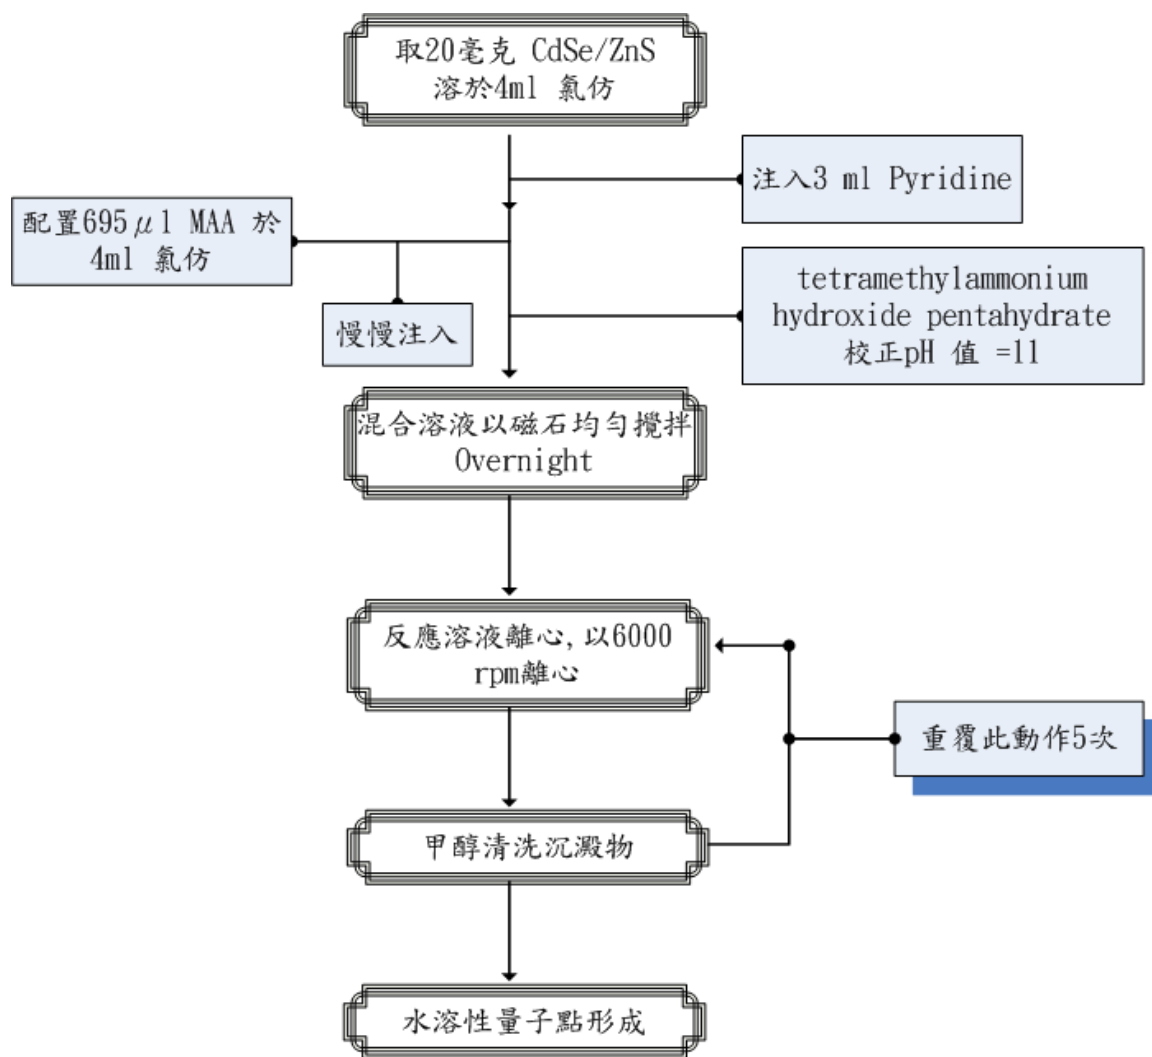 取20毫克 CdSe/ZnS
溶於4ml 氯仿
注入3 ml Pyridine
配置695μl MAA 於
4ml 氯仿
慢慢注入
tetramethylammonium
hydroxide pentahydrate
校正pH 值 =11
混合溶液以磁石均勻攪拌
Overnight
反應溶液離心,以6000
rpm離心
重覆此動作5次
甲醇清洗沉澱物
水溶性量子點形成